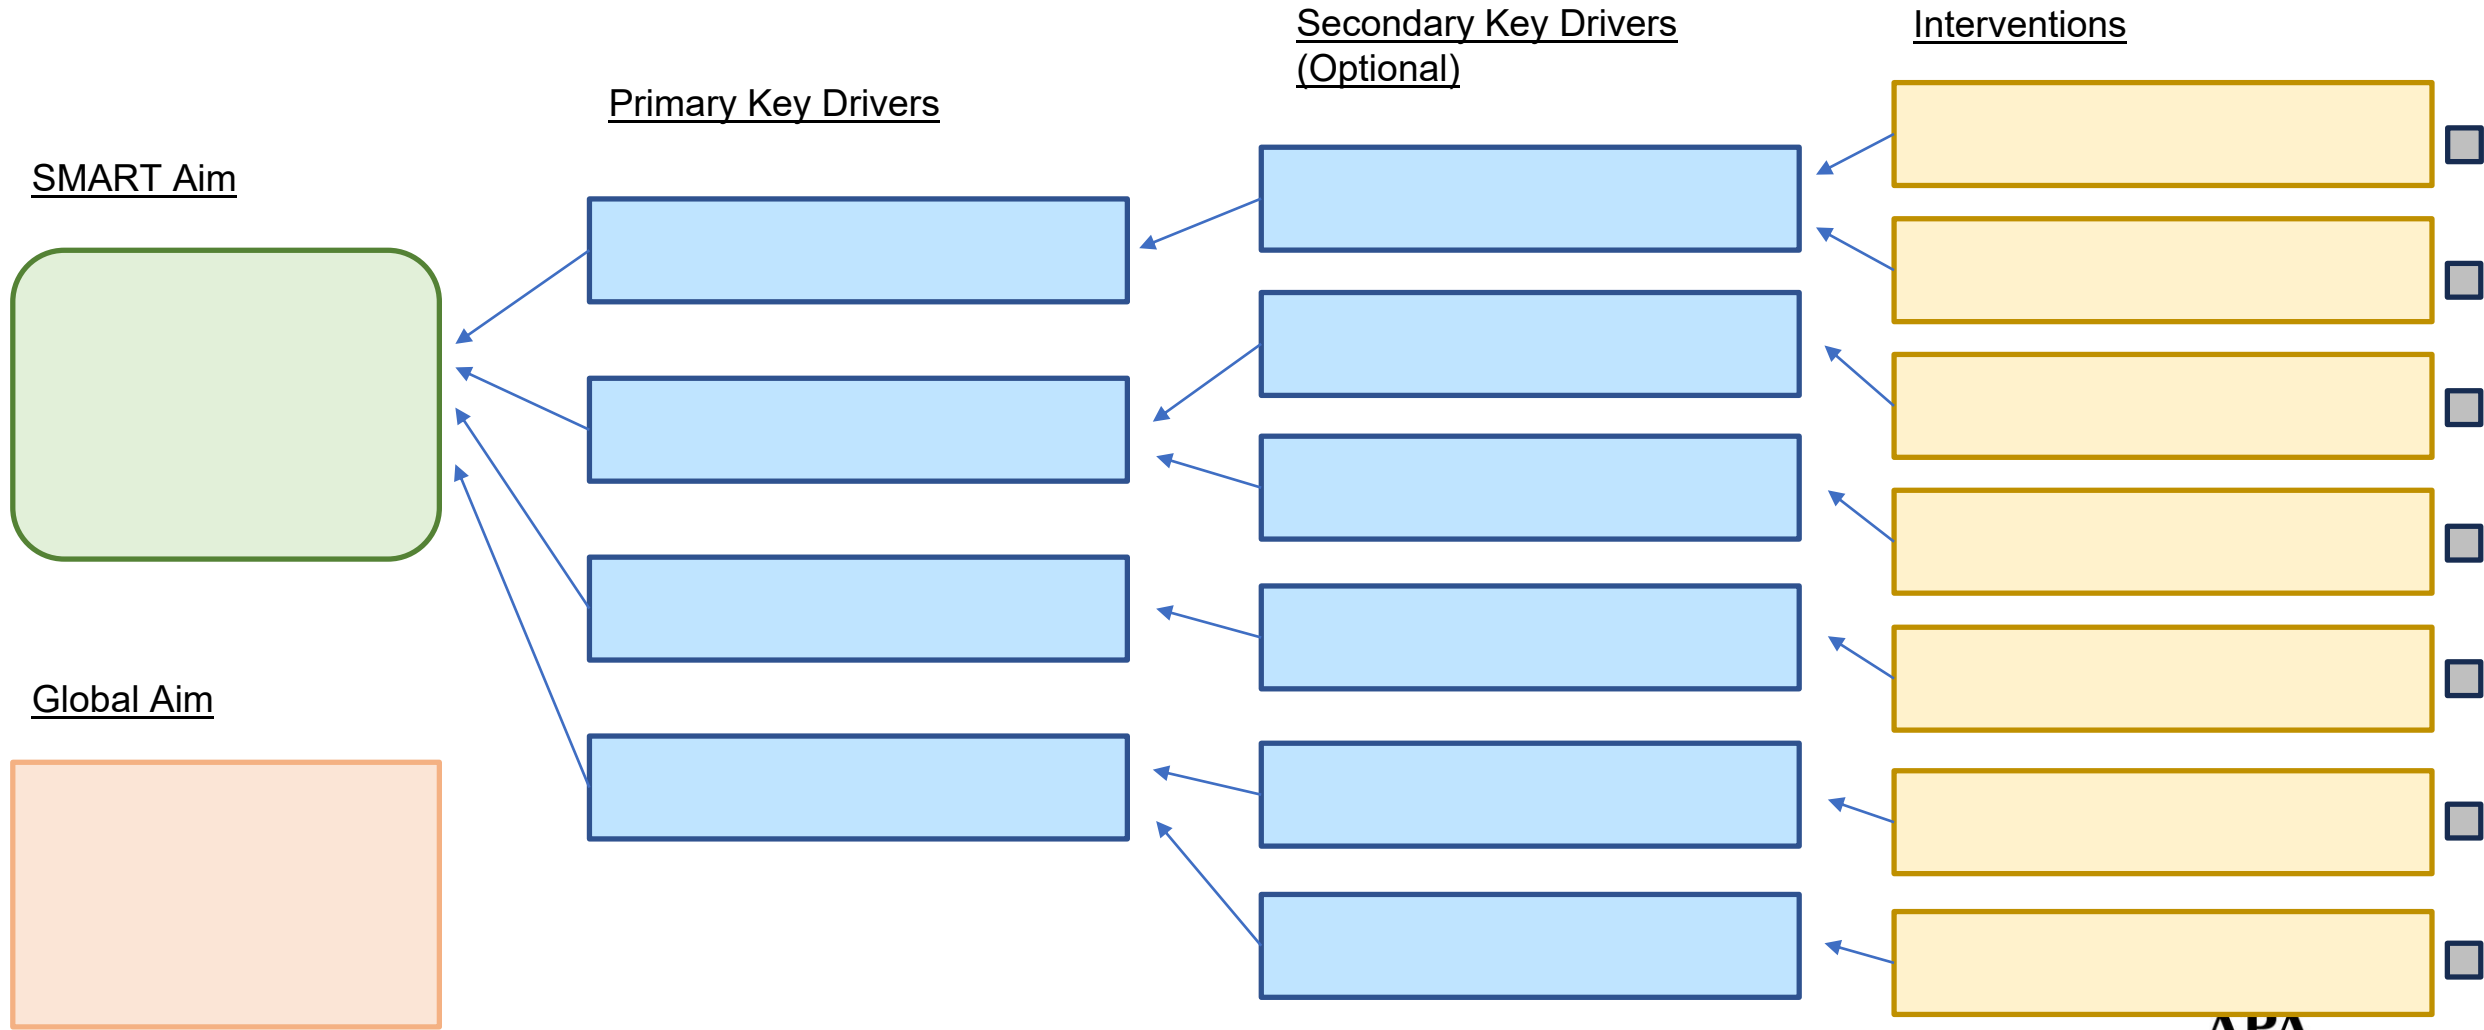 Secondary Key Drivers
(Optional)
Interventions
Primary Key Drivers
SMART Aim
Global Aim